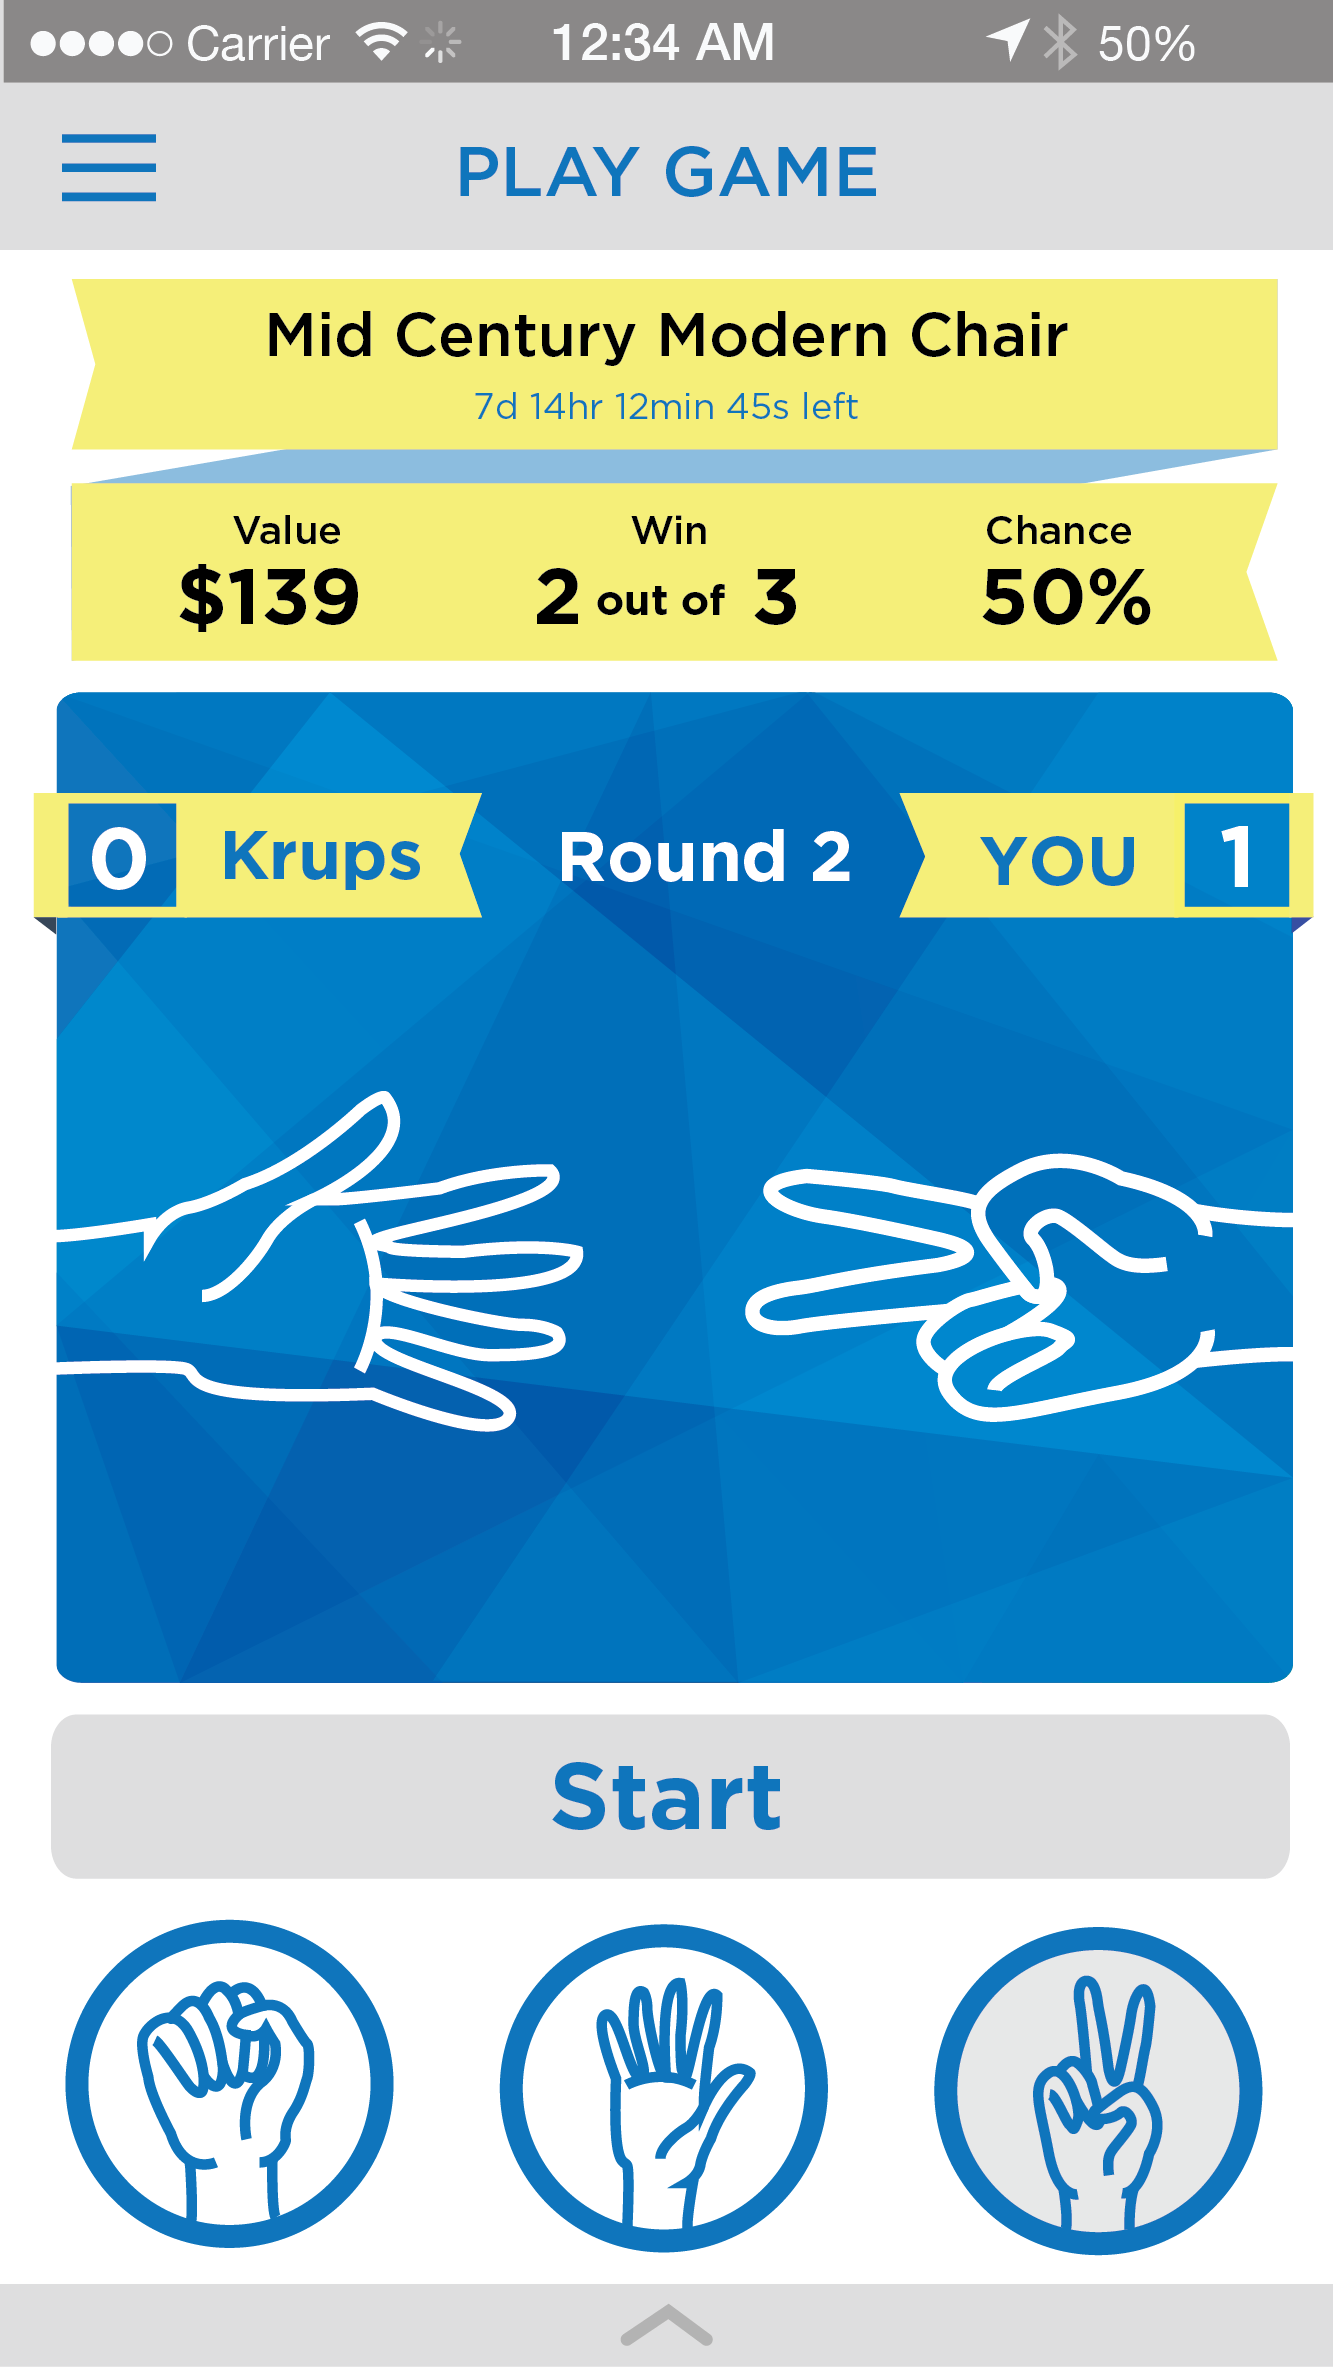 Carrier 12:34 AM 50%
PLAY GAME
Mid Century Modern Chair
7d 14hr 12min 45s left
Value Win Chance
$139 2 out of 3 50%
0 Krups Round 2 YOU 1
Start